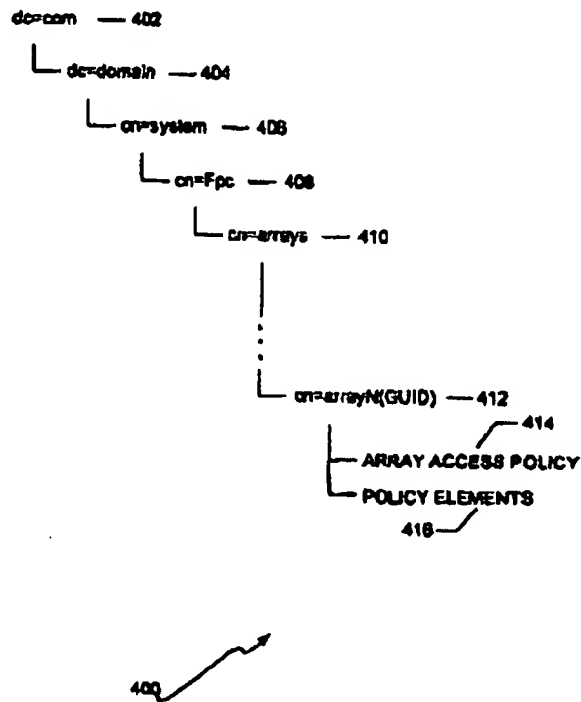 dc=com — 402
dc=domain — 404
cn=system — 406
cn=Fpc — 408
cn=arrays — 410
cn=arrayN(GUID) — 412
414
ARRAY ACCESS POLICY
POLICY ELEMENTS
416
400